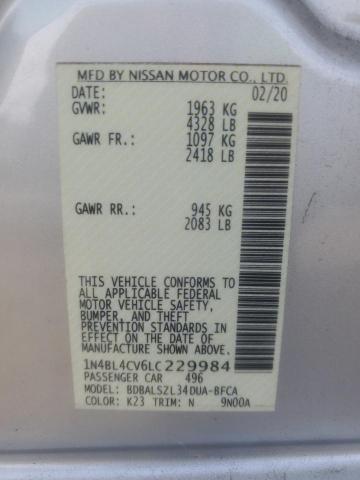 MFD BY NISSAN MOTOR CO., LTD.
DATE: 02/20
GVWR: 1963 KG
4328 LB
GAWR FR.: 1097 KG
2418 LB
GAWR RR.: 945 KG
2083 LB
THIS VEHICLE CONFORMS TO
ALL APPLICABLE FEDERAL
MOTOR VEHICLE SAFETY,
BUMPER, AND THEFT
PREVENTION STANDARDS IN
EFFECT ON THE DATE OF
MANUFACTURE SHOWN ABOVE.
1N4BL4CV6LC229984
PASSENGER CAR 496
MODEL: BDBALSZL34DUA-BFCA
COLOR: K23 TRIM: N 9N00A